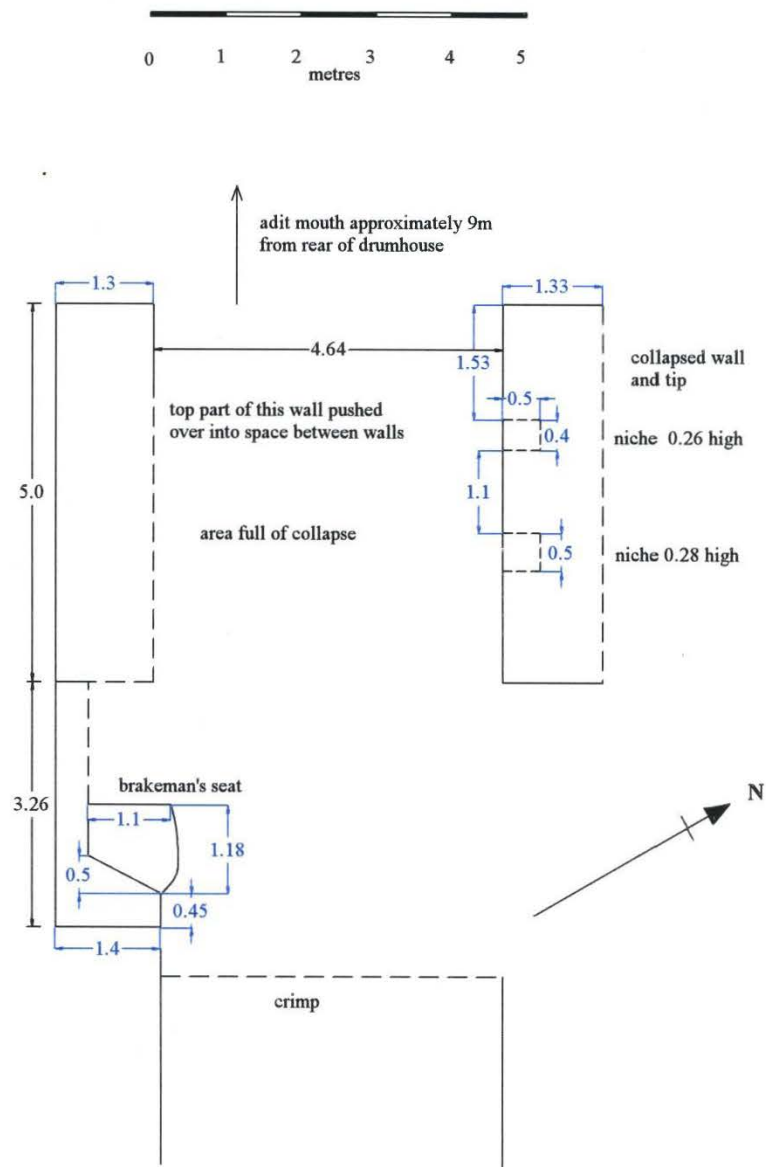 0 1 2 3 4 5
metres
adit mouth approximately 9m
from rear of drumhouse
1.3
1.33
4.64
1.53
collapsed wall
and tip
top part of this wall pushed
over into space between walls
0.5
0.4
niche 0.26 high
5.0
1.1
area full of collapse
0.5
niche 0.28 high
brakeman's seat
N
3.26
1.1
1.18
0.5
0.45
1.4
crimp